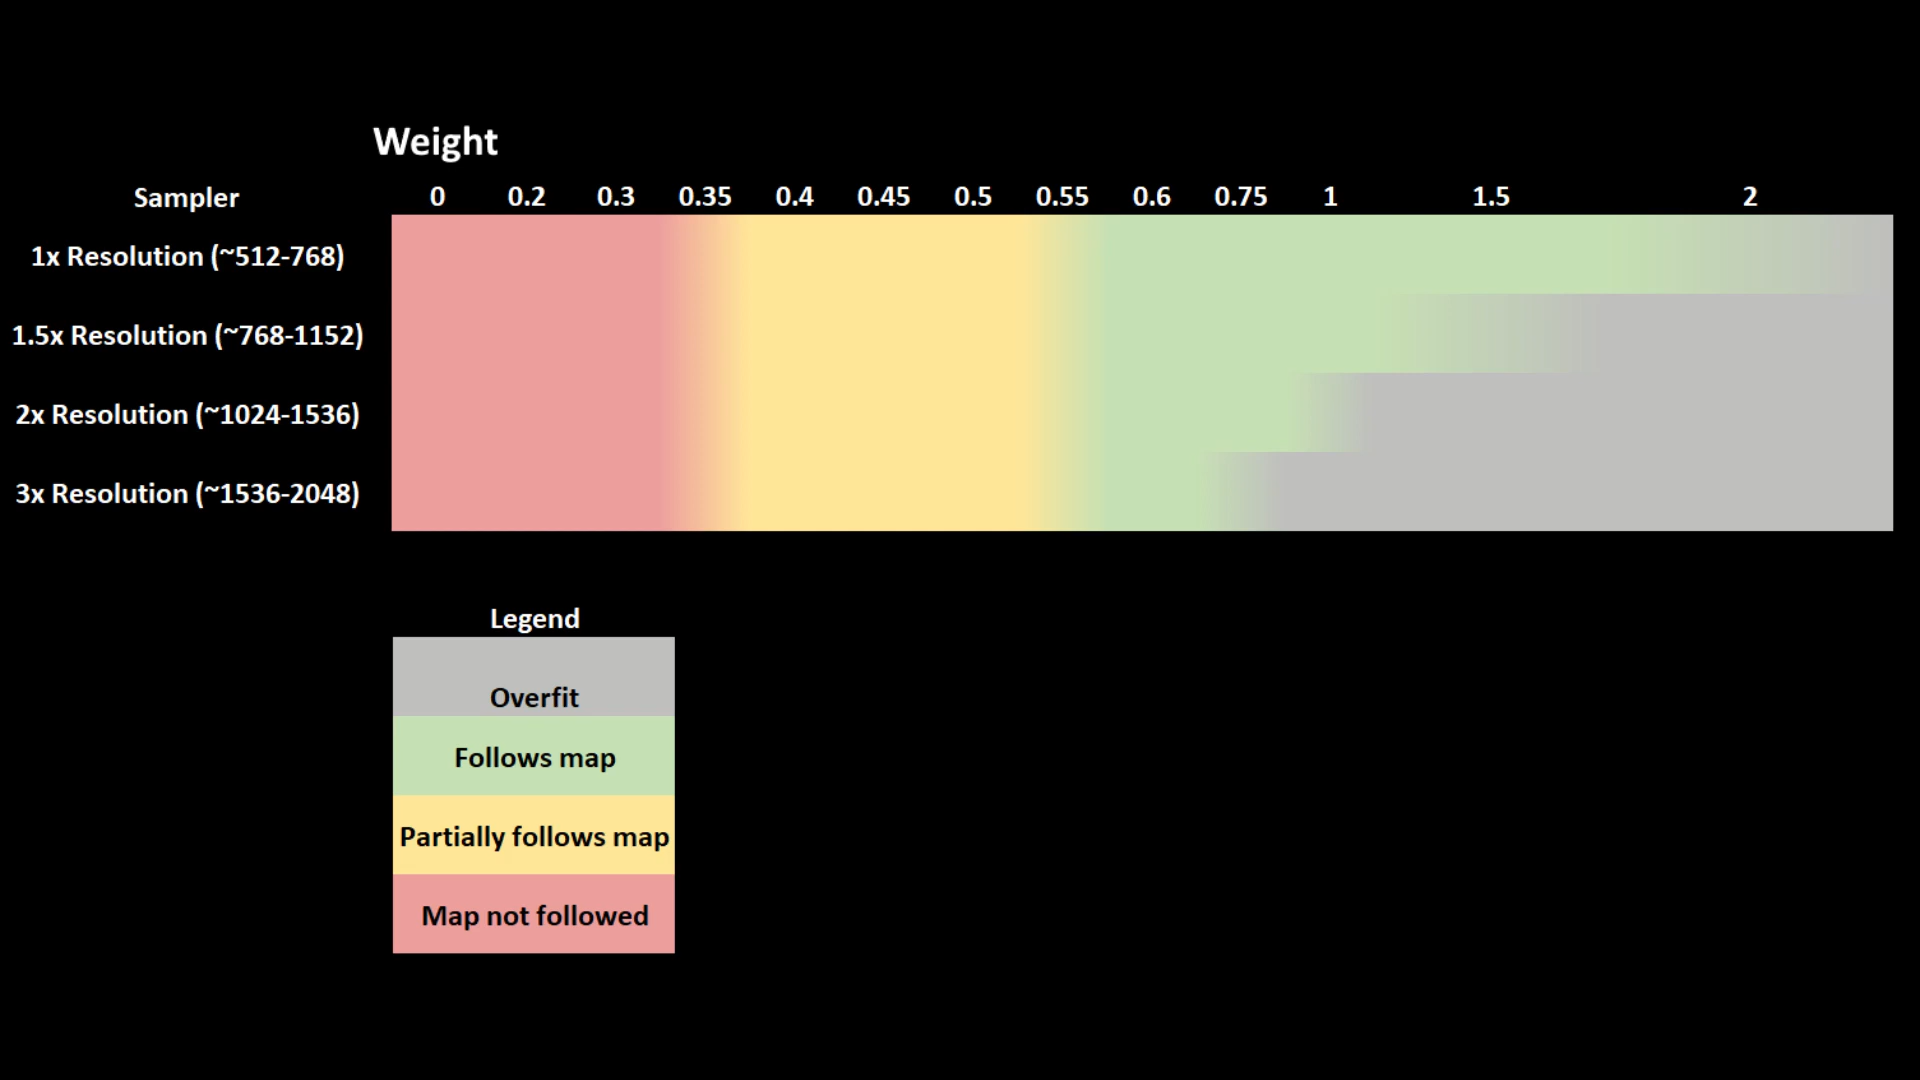 Weight
Sampler 0 0.2 0.3 0.35 0.4 0.45 0.5 0.55 0.6 0.75 1 1.5 2
1x Resolution (~512-768)
1.5x Resolution (~768-1152)
2x Resolution (~1024-1536)
3x Resolution (~1536-2048)
Legend
Overfit
Follows map
Partially follows map
Map not followed